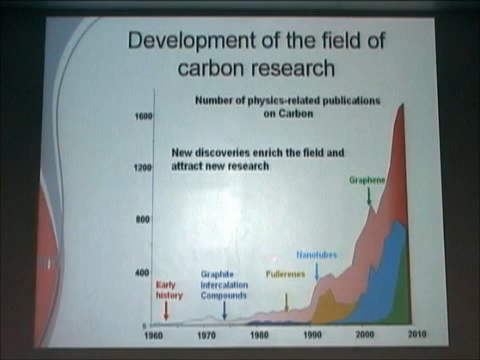 Development of the field of
carbon research
Number of physics-related publications
on Carbon
New discoveries enrich the field and
attract new research
1600
1200
800
400
Graphene
Nanotubes
Fullerenes
Graphite
Intercalation
Compounds
Early
history
1960
1970
1980
1990
2000
2010